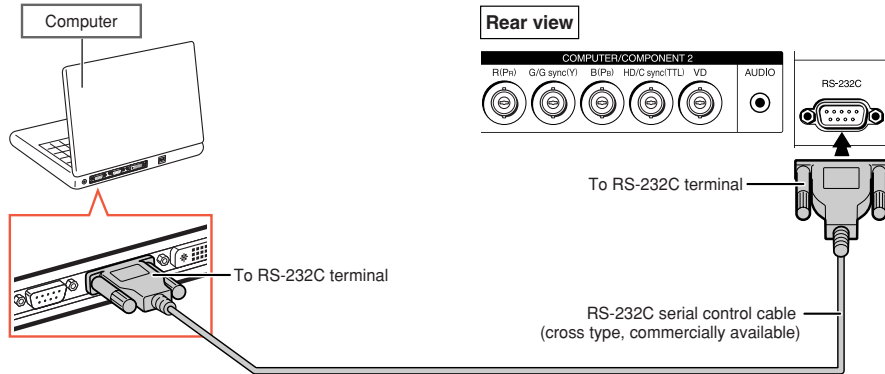 Computer
Rear view
COMPUTER/COMPONENT 2
R(PR) G/G sync(Y) B(PB) HD/C sync(TTL) VD AUDIO
RS-232C
To RS-232C terminal
To RS-232C terminal
RS-232C serial control cable
(cross type, commercially available)